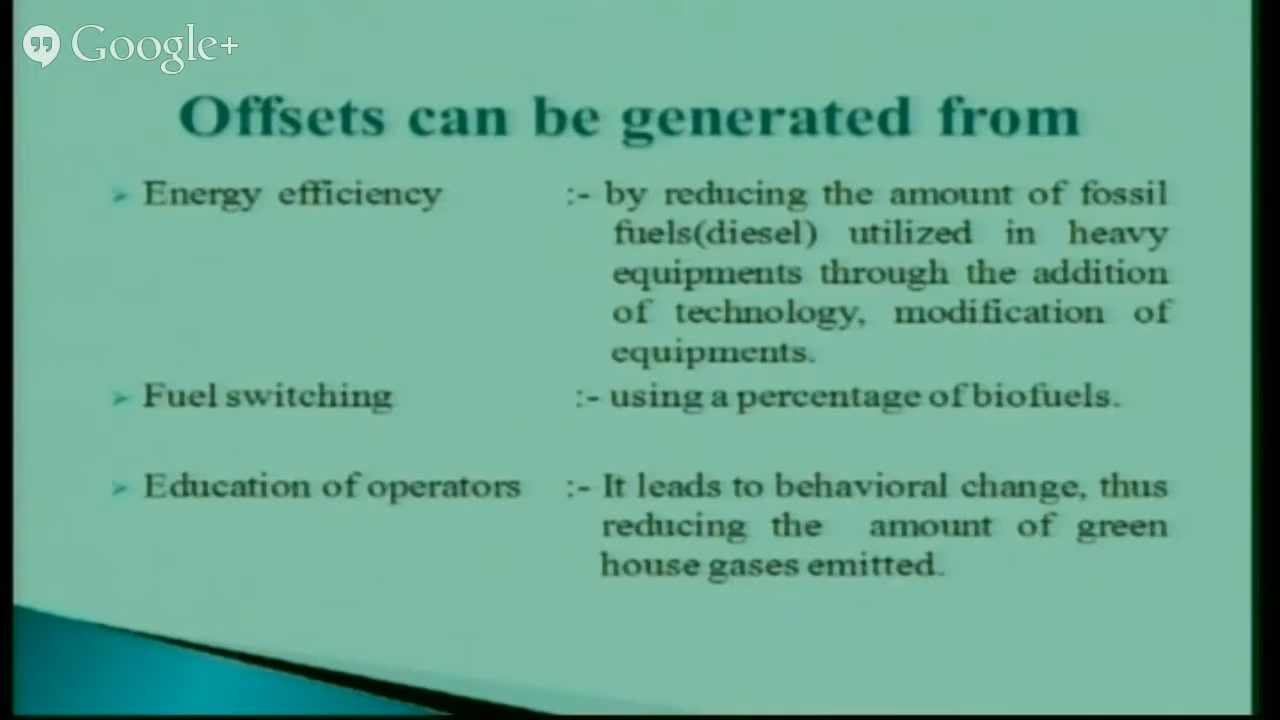 Google+
Offsets can be generated from
➢ Energy efficiency :- by reducing the amount of fossil
fuels(diesel) utilized in heavy
equipments through the addition
of technology, modification of
equipments.
➢ Fuel switching :- using a percentage of biofuels.
➢ Education of operators :- It leads to behavioral change, thus
reducing the amount of green
house gases emitted.